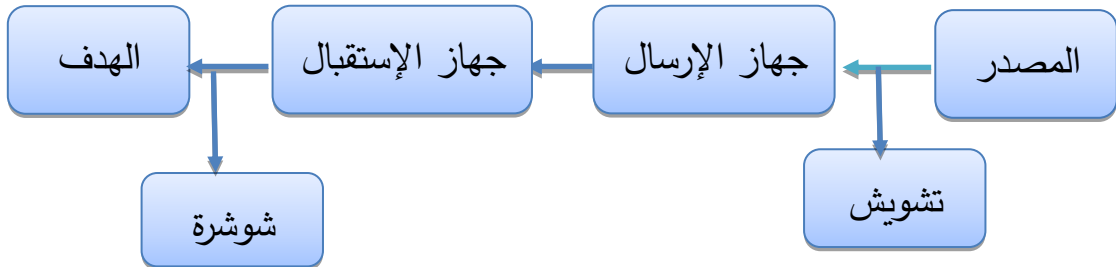 المصدر
جهاز الإرسال
جهاز الإستقبال
الهدف
تشويش
شوشرة